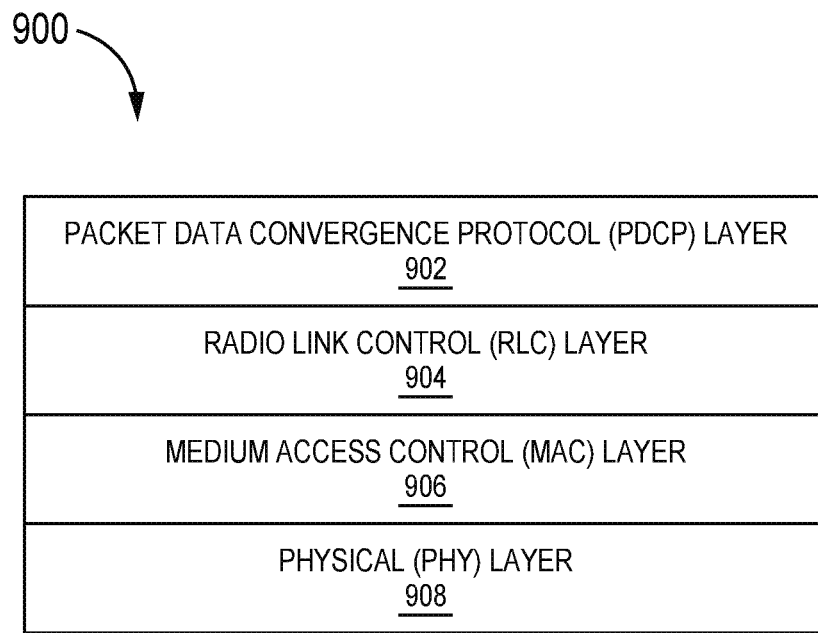 900
PACKET DATA CONVERGENCE PROTOCOL (PDCP) LAYER
902
RADIO LINK CONTROL (RLC) LAYER
904
MEDIUM ACCESS CONTROL (MAC) LAYER
906
PHYSICAL (PHY) LAYER
908